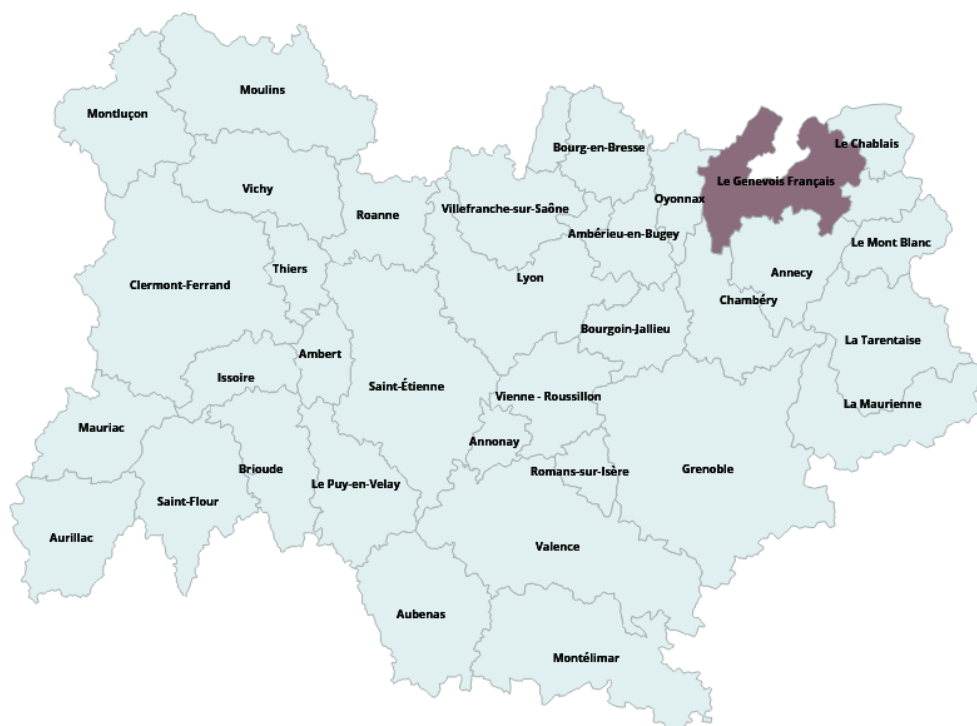 Moulins
Montluçon
Le Chablais
Bourg-en-Bresse
Le Genevois Français
Vichy
Oyonnax
Villefranche-sur-Saône
Roanne
Ambérieu-en-Bugey
Le Mont Blanc
Thiers
Annecy
Lyon
Clermont-Ferrand
Chambéry
Bourgoin-Jallieu
La Tarentaise
Ambert
Issoire
Saint-Étienne
Vienne - Roussillon
La Maurienne
Mauriac
Annonay
Brioude
Grenoble
Romans-sur-Isère
Le Puy-en-Velay
Saint-Flour
Aurillac
Valence
Aubenas
Montélimar